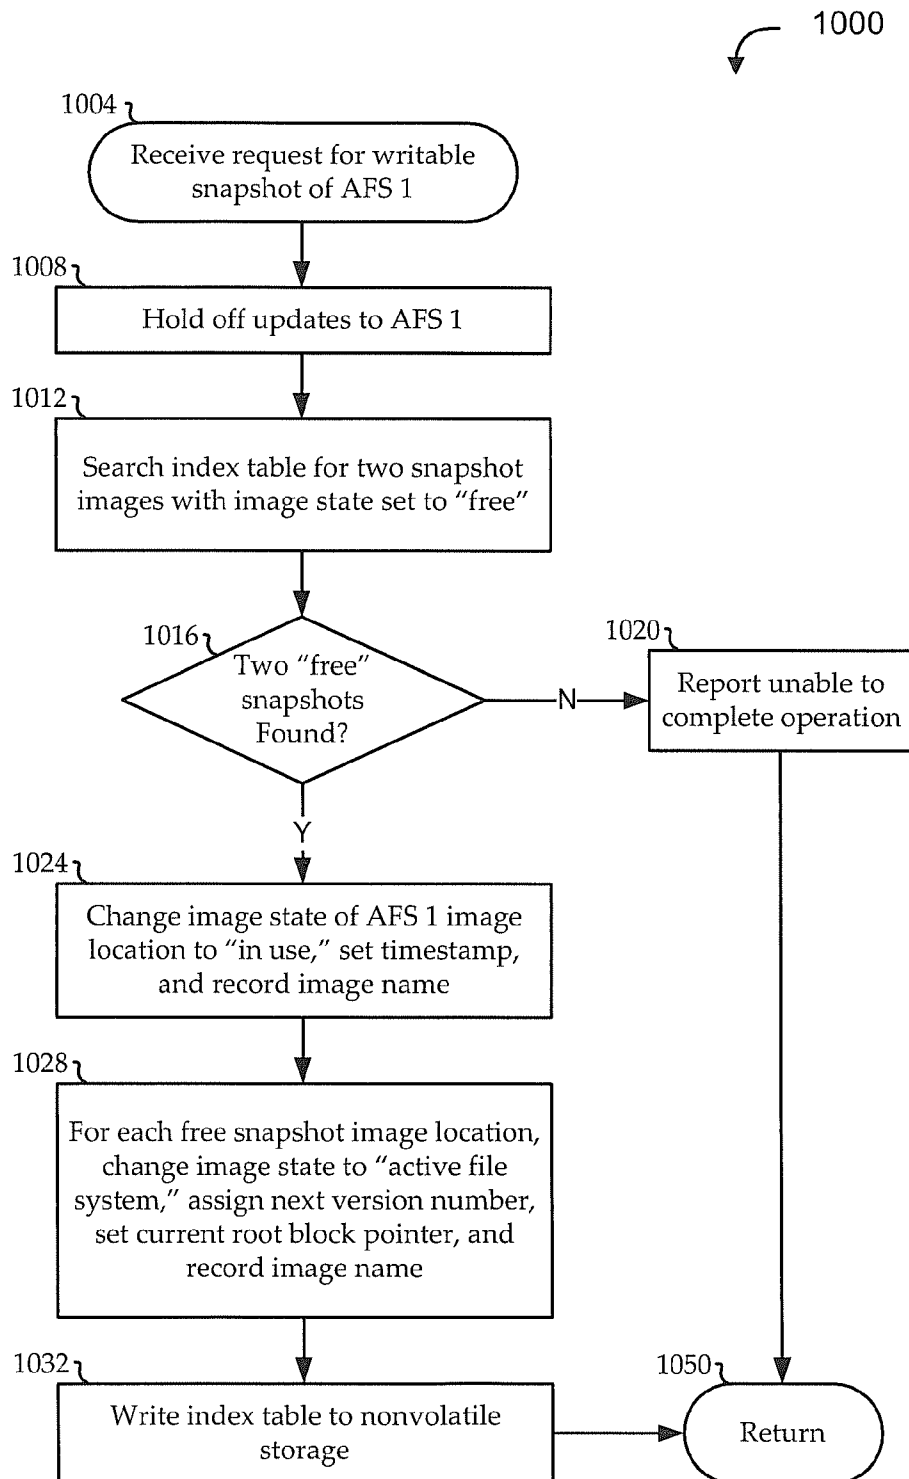 1000
1004
Receive request for writable
snapshot of AFS 1
1008
Hold off updates to AFS 1
1012
Search index table for two snapshot
images with image state set to “free”
1016
Two “free”
snapshots
Found?
N
1020
Report unable to
complete operation
Y
1024
Change image state of AFS 1 image
location to “in use,” set timestamp,
and record image name
1028
For each free snapshot image location,
change image state to “active file
system,” assign next version number,
set current root block pointer, and
record image name
1032
Write index table to nonvolatile
storage
1050
Return